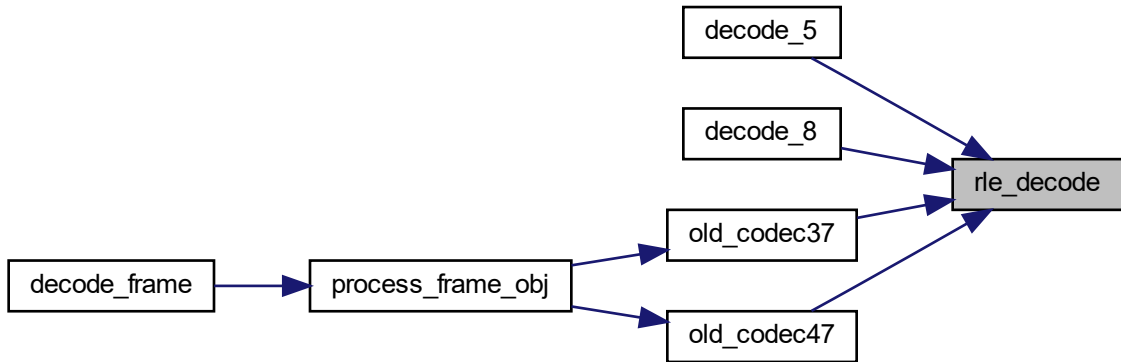 decode_5
decode_8
rle_decode
old_codec37
decode_frame
process_frame_obj
old_codec47